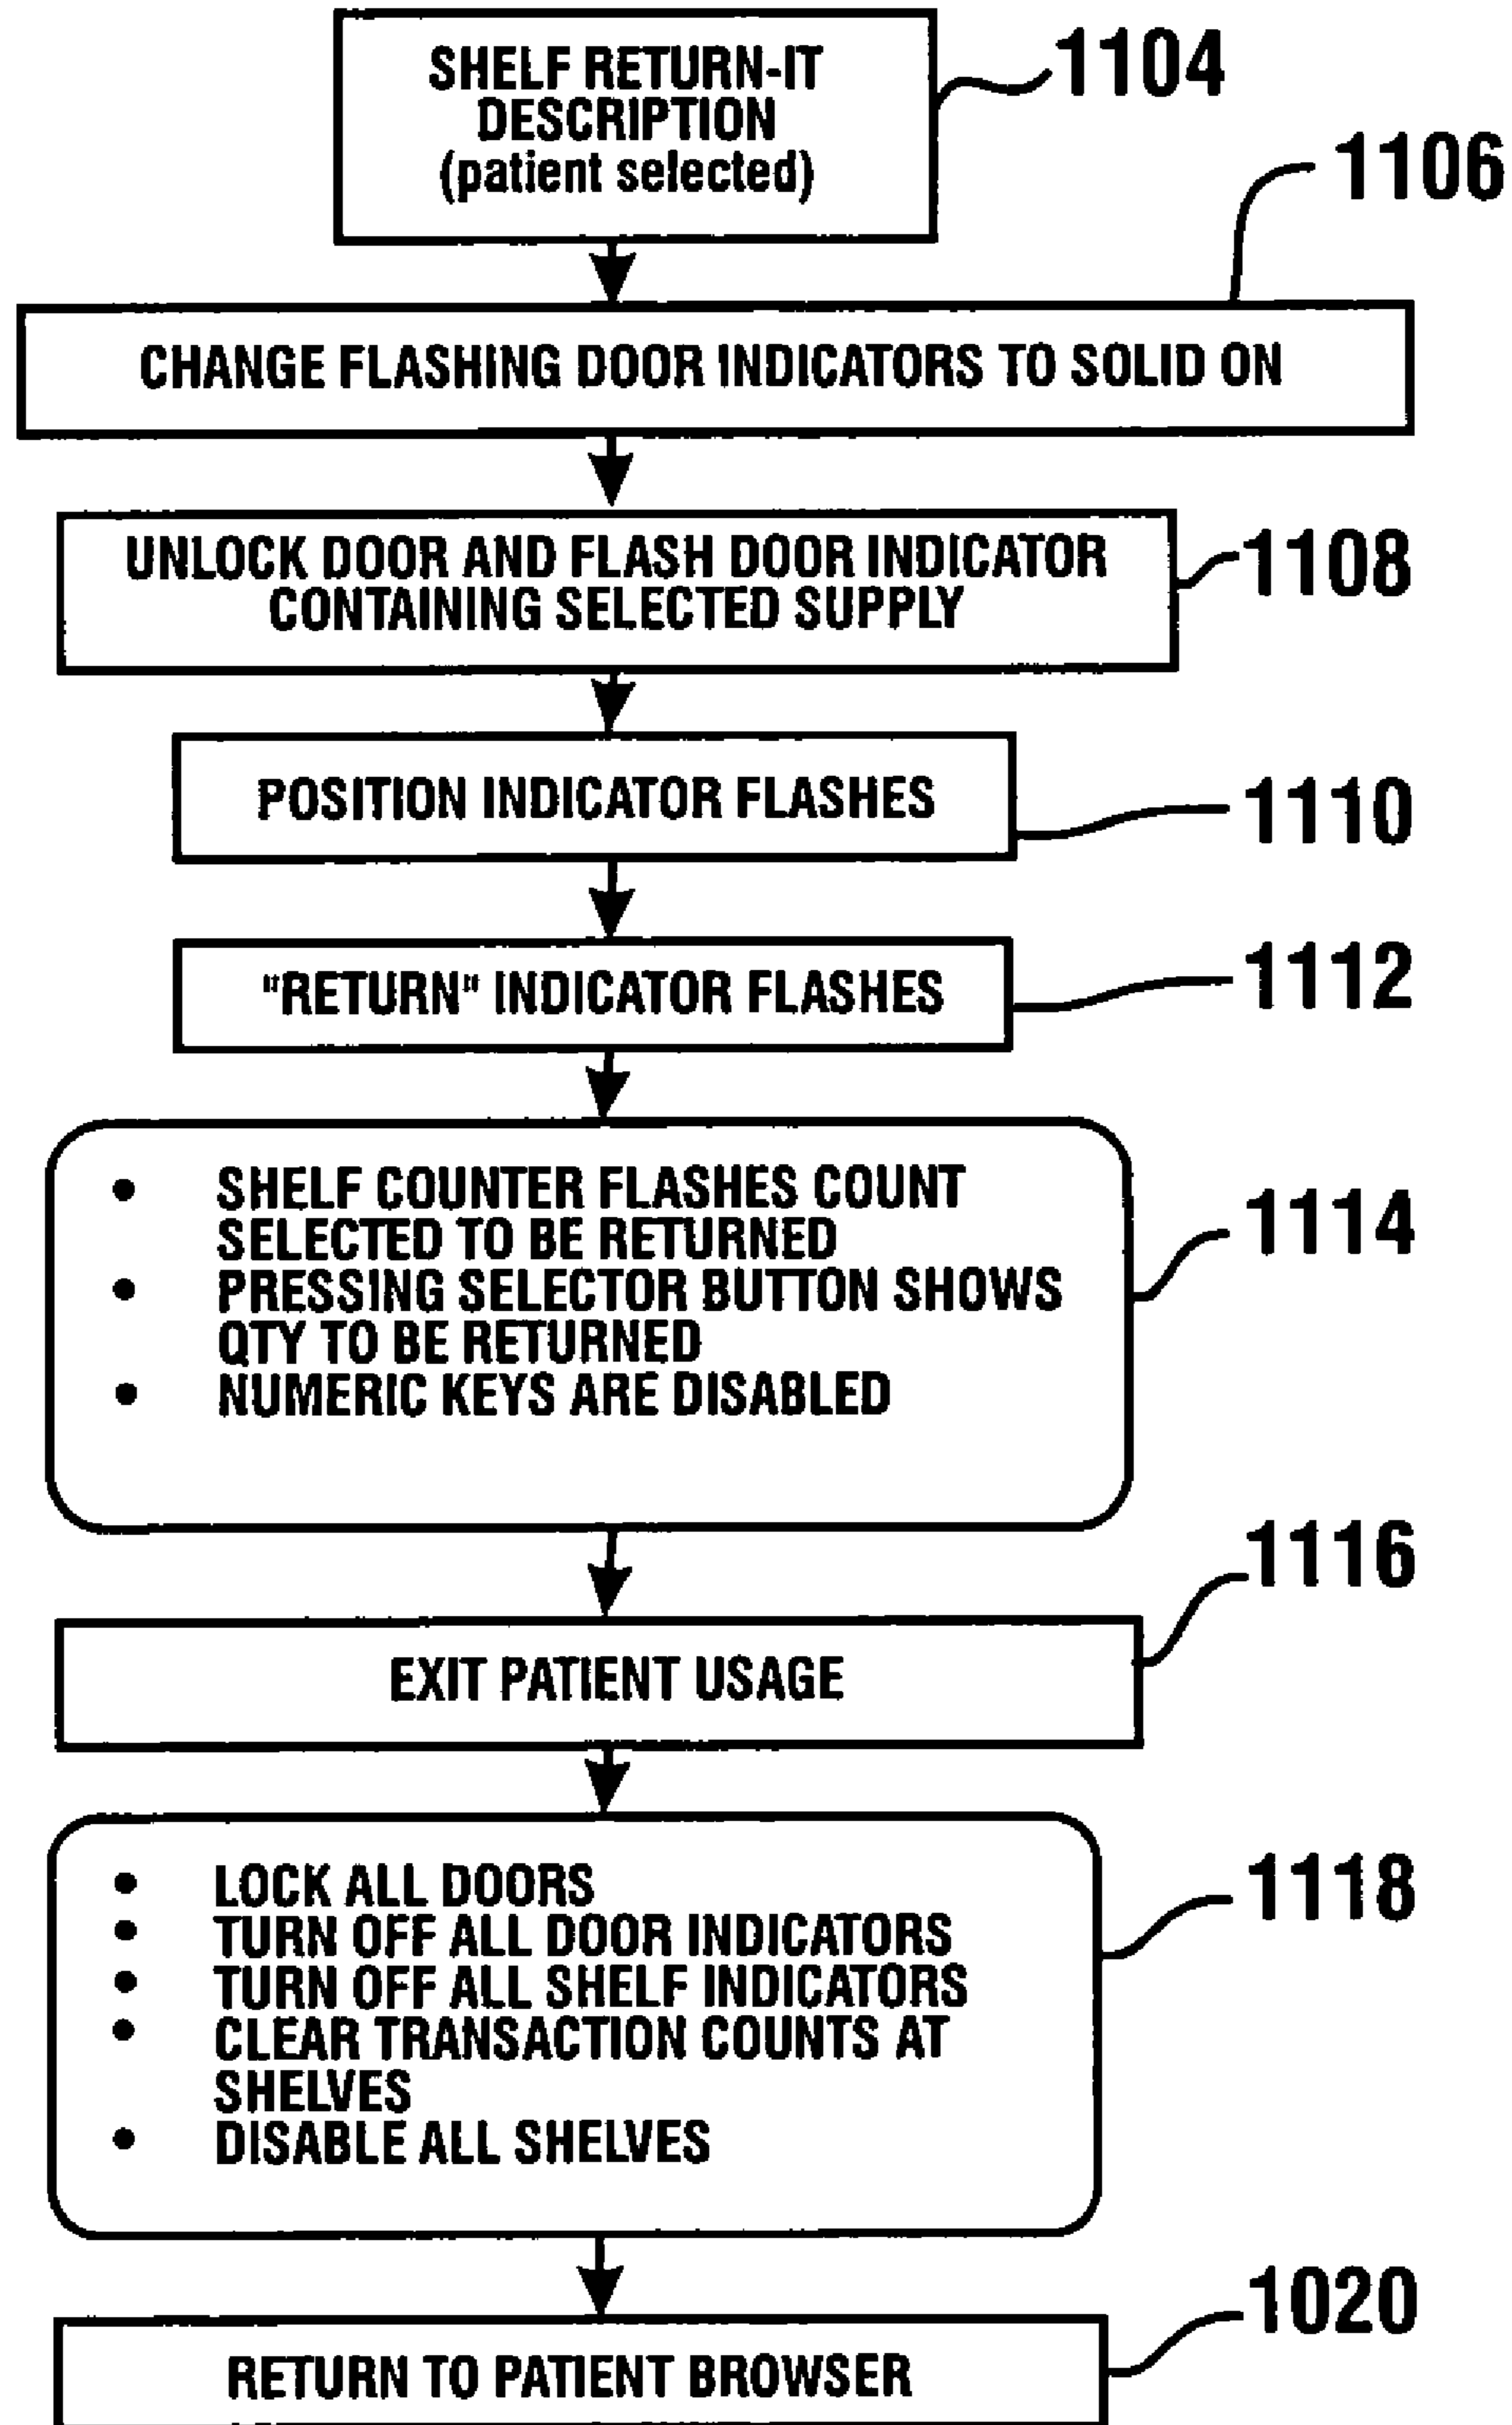 SHELF RETURN-IT
DESCRIPTION
(patient selected)
1104
1106
CHANGE FLASHING DOOR INDICATORS TO SOLID ON
UNLOCK DOOR AND FLASH DOOR INDICATOR
CONTAINING SELECTED SUPPLY
1108
POSITION INDICATOR FLASHES
1110
"RETURN" INDICATOR FLASHES
1112
• SHELF COUNTER FLASHES COUNT
SELECTED TO BE RETURNED
• PRESSING SELECTOR BUTTON SHOWS
QTY TO BE RETURNED
• NUMERIC KEYS ARE DISABLED
1114
EXIT PATIENT USAGE
1116
• LOCK ALL DOORS
• TURN OFF ALL DOOR INDICATORS
• TURN OFF ALL SHELF INDICATORS
• CLEAR TRANSACTION COUNTS AT
SHELVES
• DISABLE ALL SHELVES
1118
RETURN TO PATIENT BROWSER
1020